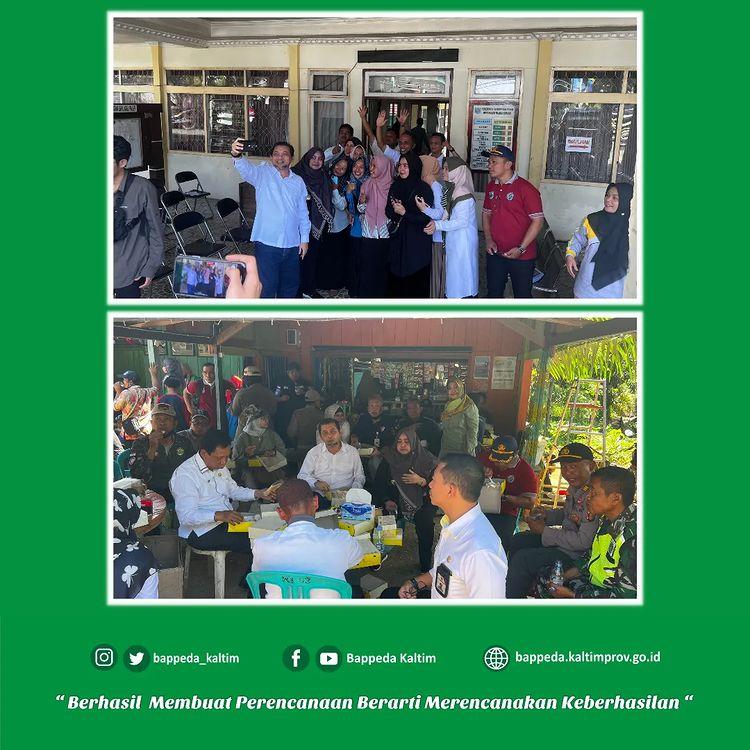 bappeda_kaltim
Bappeda Kaltim
bappeda.kaltimprov.go.id
“ Berhasil Membuat Perencanaan Berarti Merencanakan Keberhasilan “